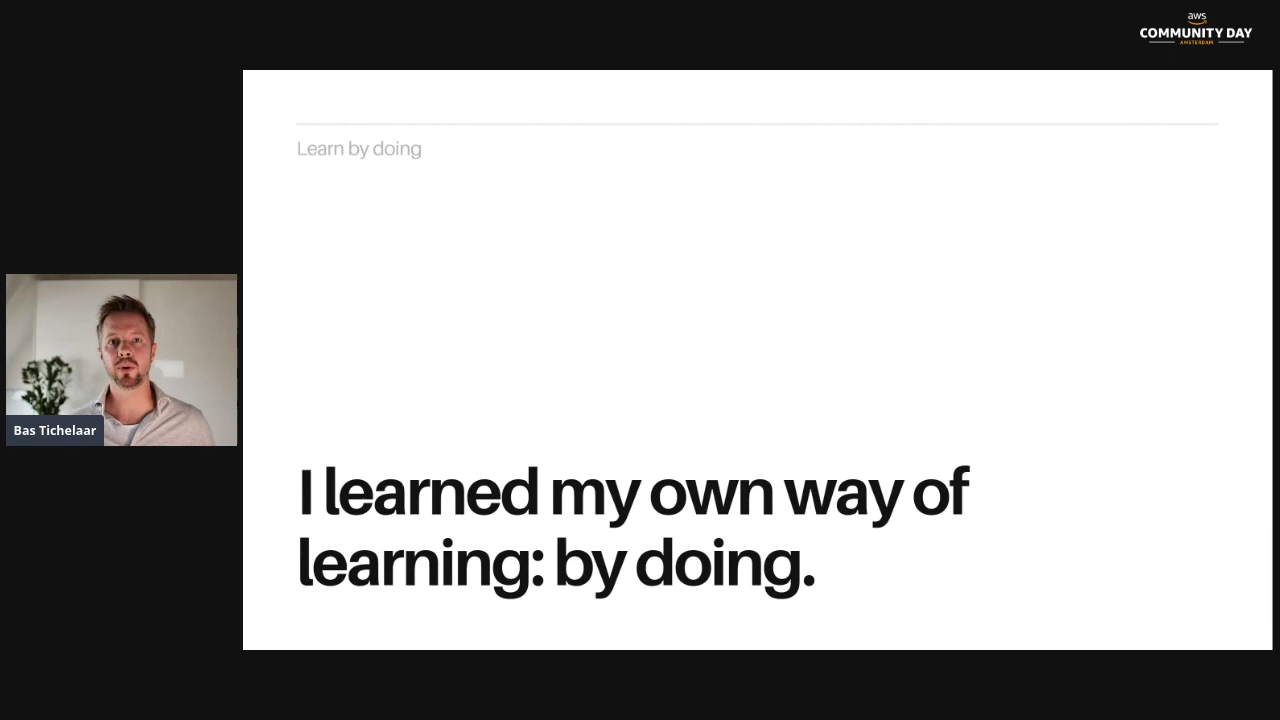 aws
COMMUNITY DAY
AMSTERDAM
Learn by doing
Bas Tichelaar
I learned my own way of
learning: by doing.